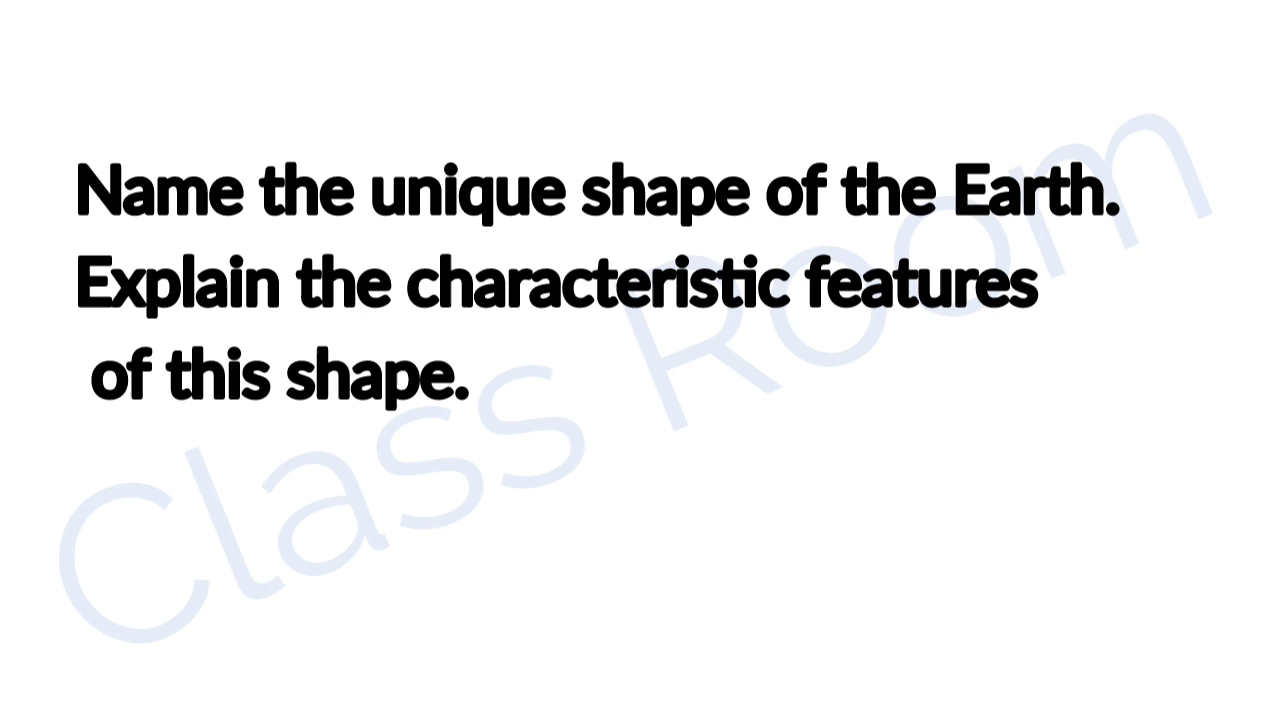 Name the unique shape of the Earth.
Explain the characteristic features
of this shape.
Class Room